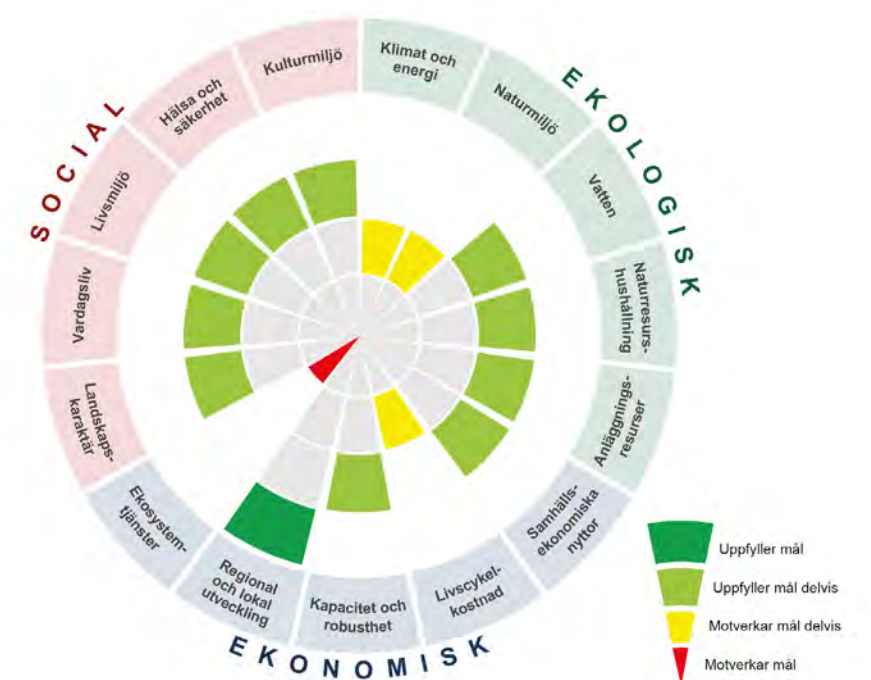 SOCIAL
EKOLOGISK
EKONOMISK
Klimat och
energi
Naturmiljö
Vatten
Naturresurs-
hushållning
Anläggnings-
resurser
Samhälls-
ekonomiska
nyttor
Livscykel-
kostnad
Kapacitet och
robusthet
Regional
och lokal
utveckling
Ekosystem-
tjänster
Landskaps-
karaktär
Vardagsliv
Livsmiljö
Hälsa och
säkerhet
Kulturmiljö
Uppfyller mål
Uppfyller mål delvis
Motverkar mål delvis
Motverkar mål